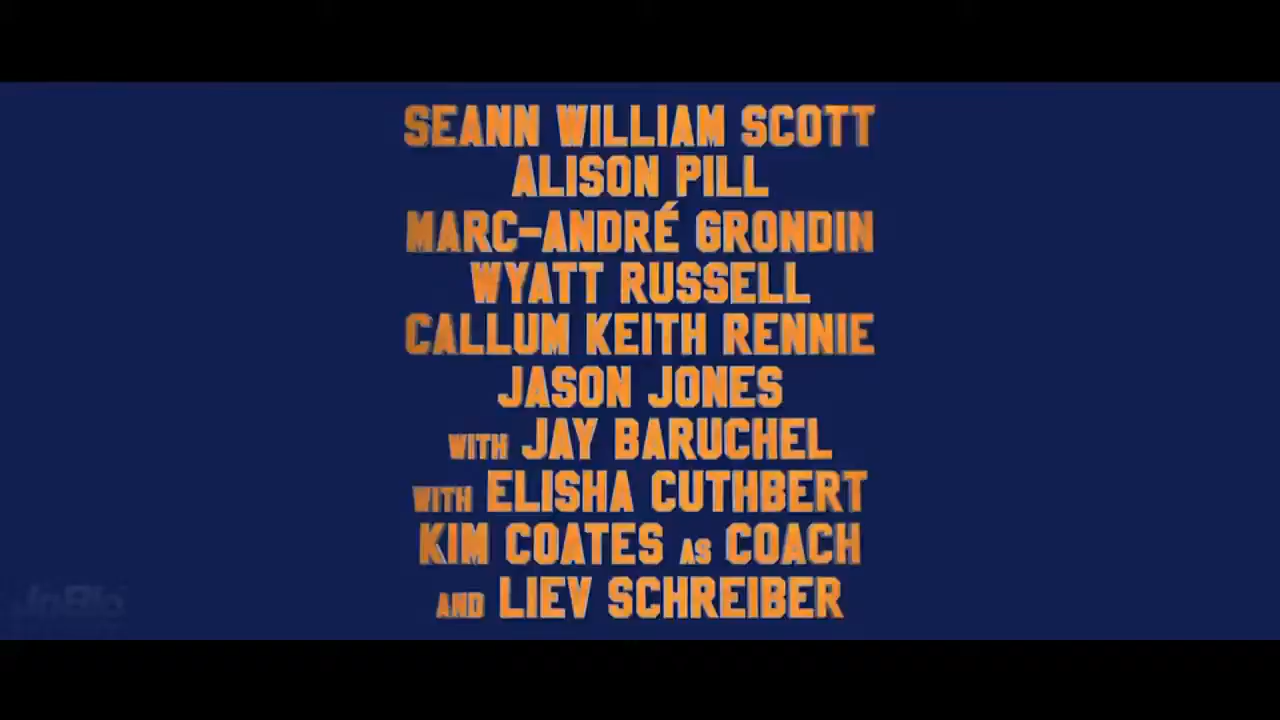 SEANN WILLIAM SCOTT
ALISON PILL
MARC-ANDRÉ GRONDIN
WYATT RUSSELL
CALLUM KEITH RENNIE
JASON JONES
WITH JAY BARUCHEL
WITH ELISHA CUTHBERT
KIM COATES AS COACH
AND LIEV SCHREIBER
JoBlo